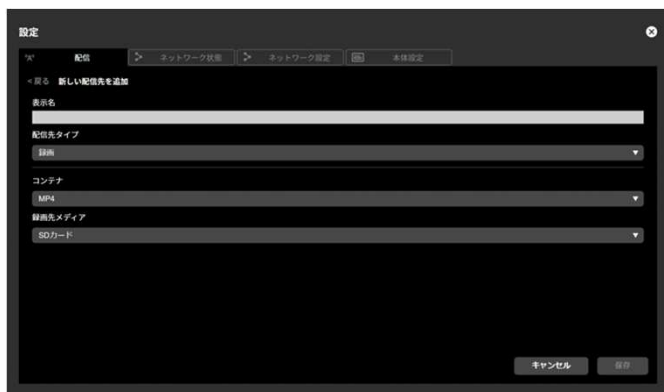 設定
配信
ネットワーク状態
ネットワーク設定
本体設定
<戻る 新しい配信先を追加
表示名
配信先タイプ
録画
コンテナ
MP4
録画先メディア
SDカード
キャンセル
保存